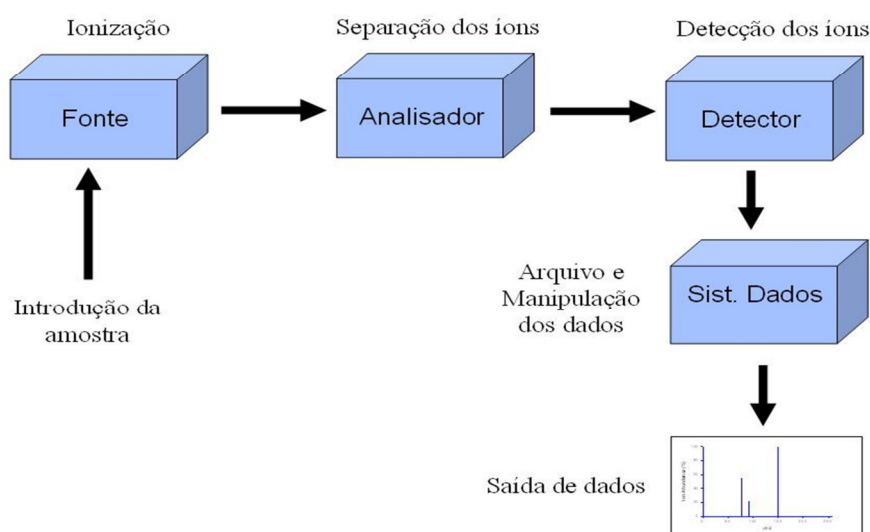 Ionização
Separação dos íons
Detecção dos íons
Fonte
Analisador
Detector
Introdução da
amostra
Arquivo e
Manipulação
dos dados
Sist. Dados
Saída de dados